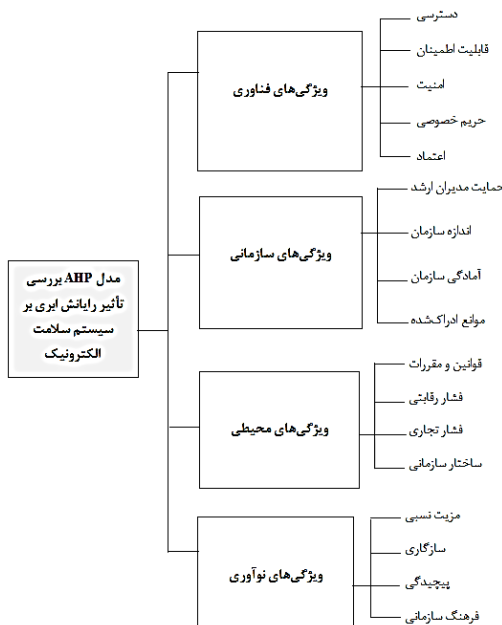 مدل AHP بررسی
تأثیر رایانش ابری بر
سیستم سلامت
الکترونیک
ویژگی‌های فناوری
دسترسی
قابلیت اطمینان
امنیت
حریم خصوصی
اعتماد
ویژگی‌های سازمانی
حمایت مدیران ارشد
اندازه سازمان
آمادگی سازمان
موانع ادراک‌شده
ویژگی‌های محیطی
قوانین و مقررات
فشار رقابتی
فشار تجاری
ساختار سازمانی
ویژگی‌های نوآوری
مزیت نسبی
سازگاری
پیچیدگی
فرهنگ سازمانی